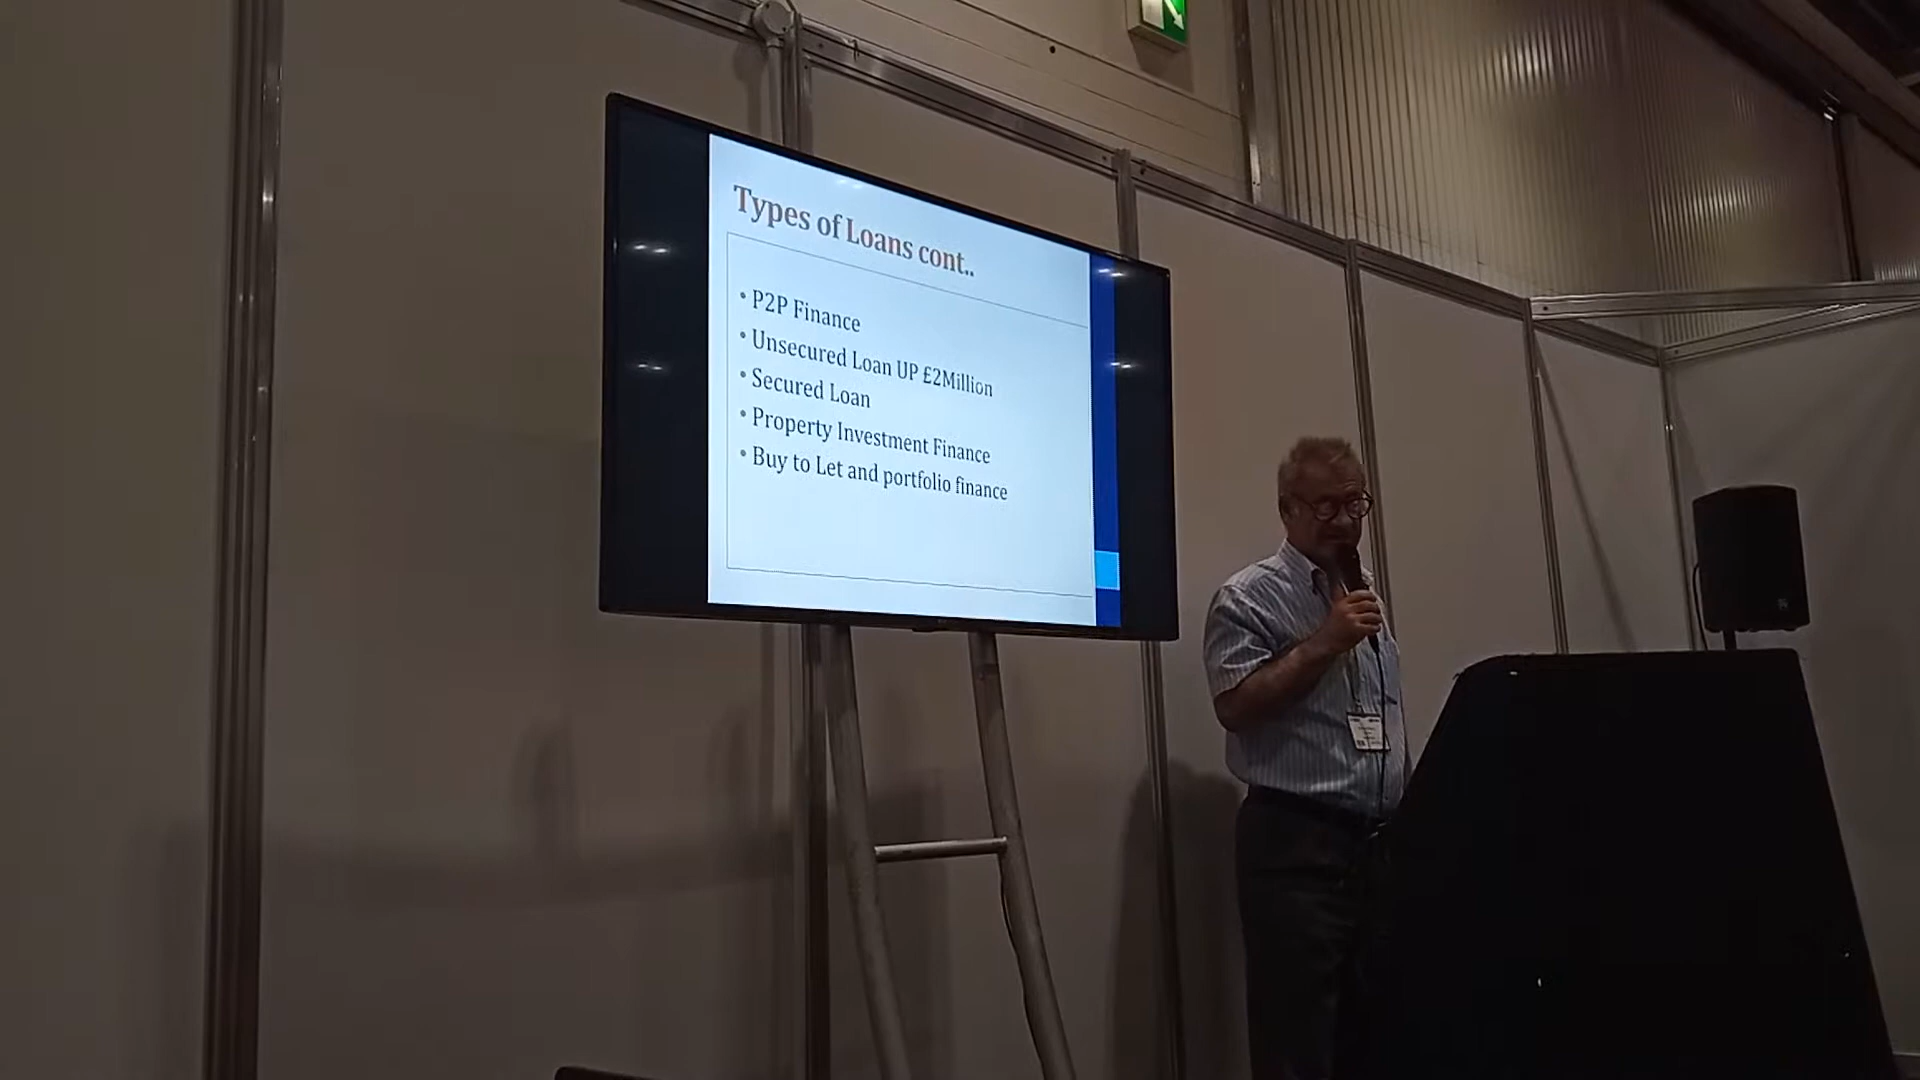 Types of Loans cont..
• P2P Finance
• Unsecured Loan UP £2Million
• Secured Loan
• Property Investment Finance
• Buy to Let and portfolio finance